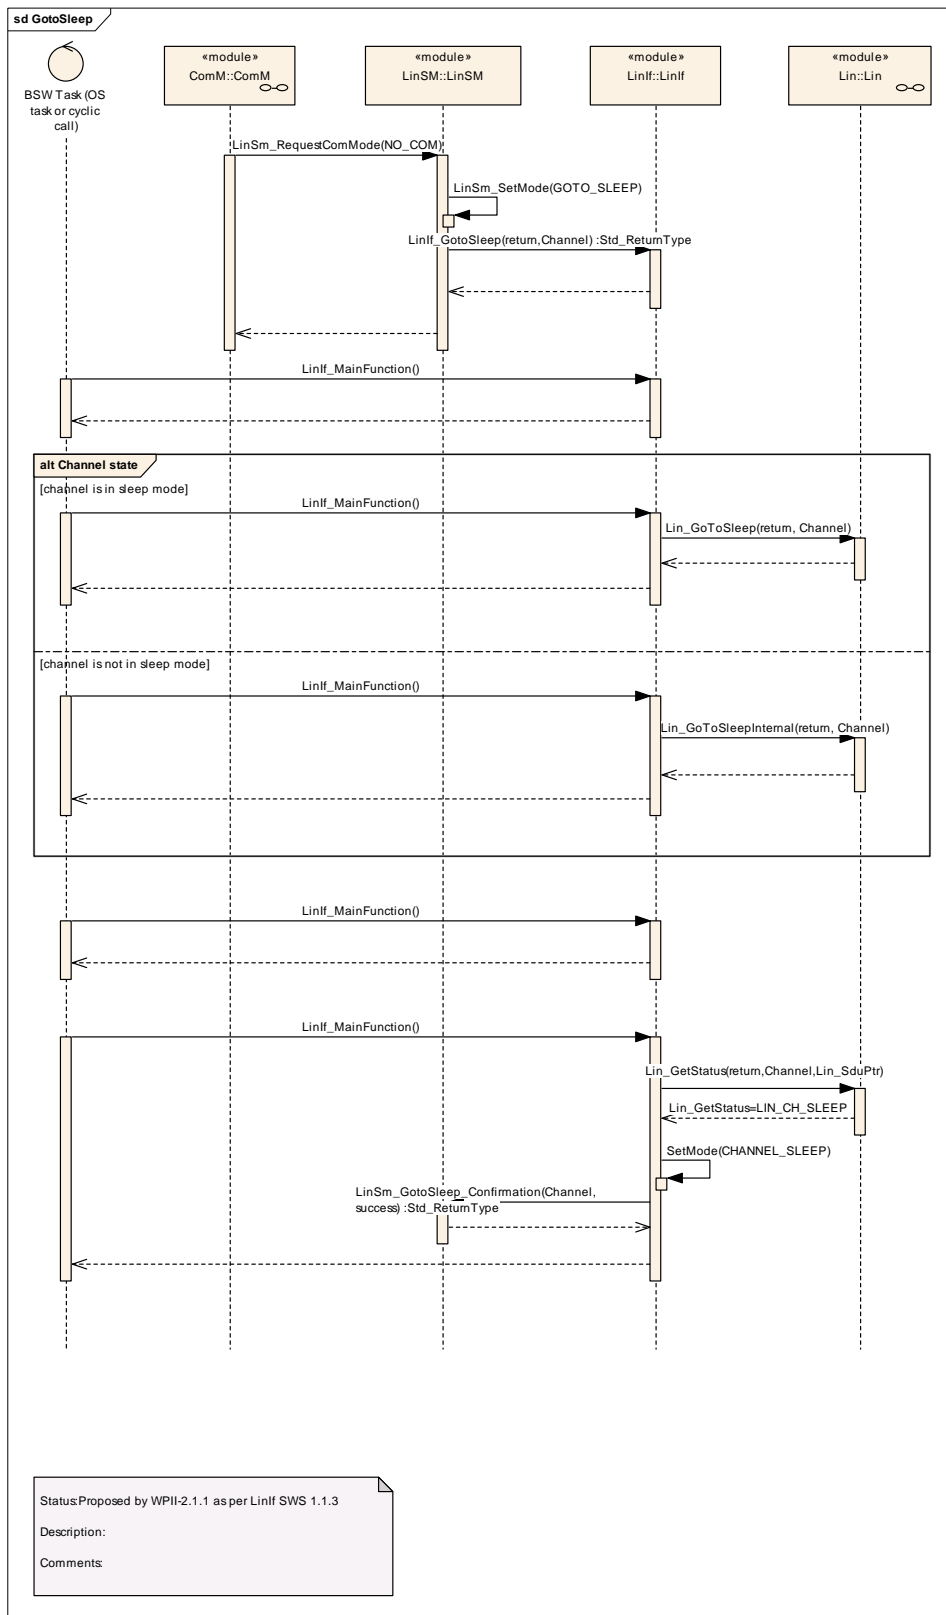 sd GotoSleep
BSW Task (OS
task or cyclic
call)
«module»
ComM::ComM
«module»
LinSM::LinSM
«module»
LinIf::LinIf
«module»
Lin::Lin
LinSm_RequestComMode(NO_COM)
LinSm_SetMode(GOTO_SLEEP)
LinIf_GotoSleep(return,Channel) :Std_ReturnType
LinIf_MainFunction()
alt Channel state
[channel is in sleep mode]
LinIf_MainFunction()
Lin_GoToSleep(return, Channel)
[channel is not in sleep mode]
LinIf_MainFunction()
Lin_GoToSleepInternal(return, Channel)
LinIf_MainFunction()
LinIf_MainFunction()
Lin_GetStatus(return,Channel,Lin_SduPtr)
Lin_GetStatus=LIN_CH_SLEEP
SetMode(CHANNEL_SLEEP)
LinSm_GotoSleep_Confirmation(Channel,
success) :Std_ReturnType
Status:Proposed by WPII-2.1.1 as per LinIf SWS 1.1.3
Description:
Comments: